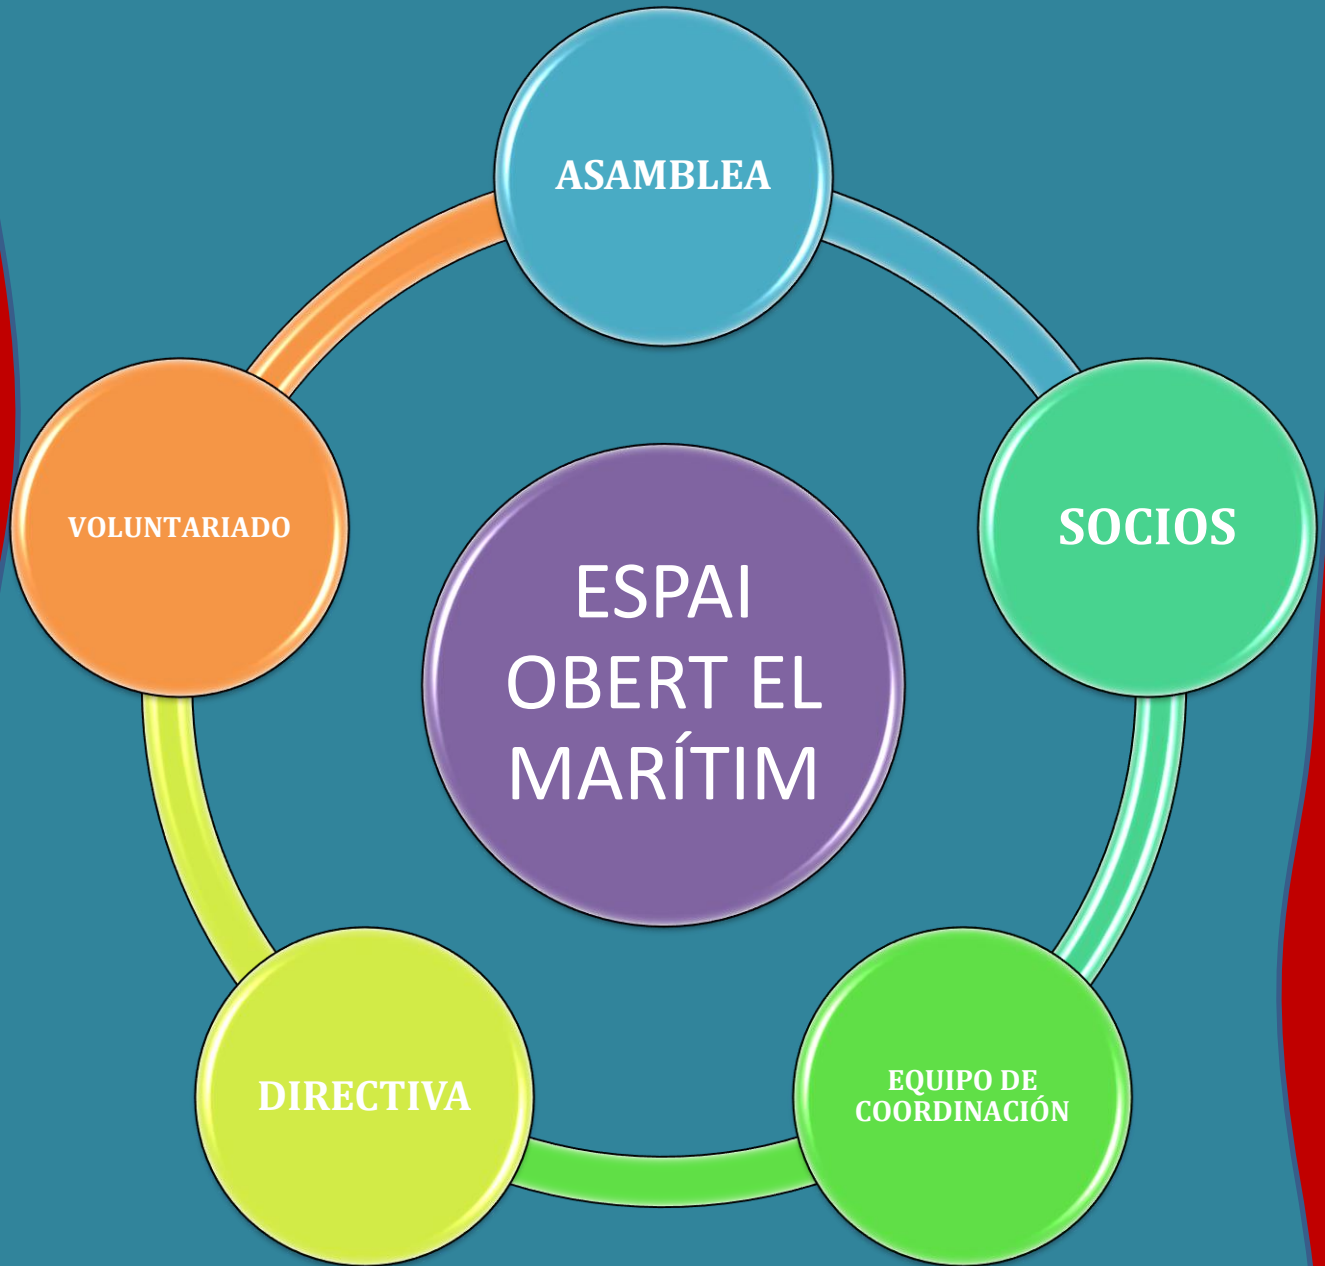 ASAMBLEA
VOLUNTARIADO
SOCIOS
ESPAI
OBERT EL
MARÍTIM
DIRECTIVA
EQUIPO DE
COORDINACIÓN